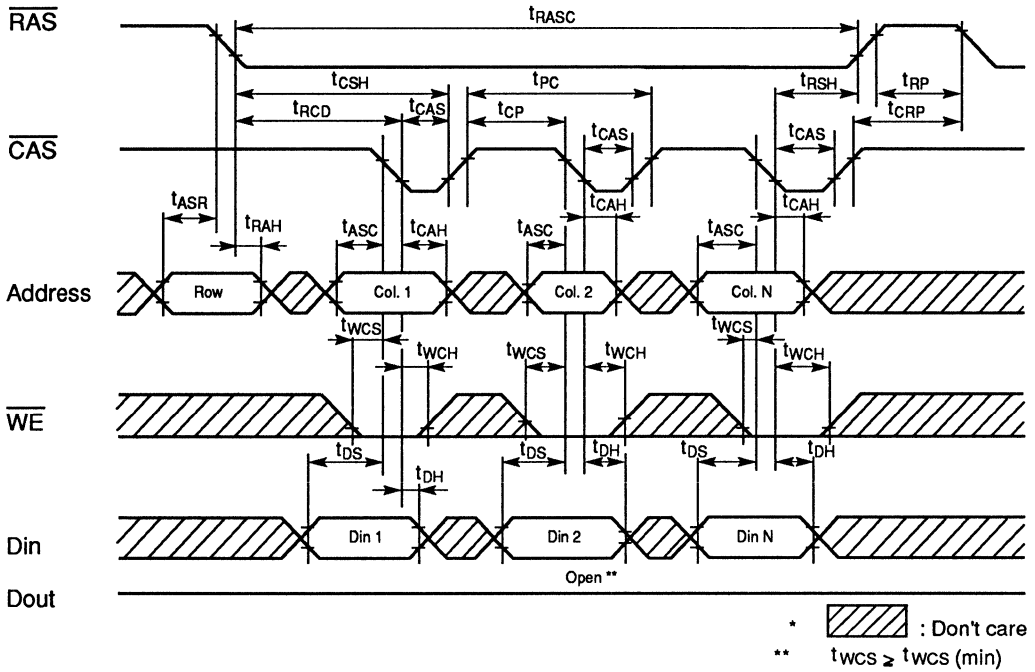 RAS
tRASC
tCSH
tPC
tRSH
tRP
tRCD
tCAS
tCP
tCAS
tCAS
tCRP
CAS
tASR
tRAH
tASC
tCAH
tASC
tCAH
tASC
tCAH
Address
Row
Col. 1
Col. 2
Col. N
tWCS
tWCH
tWCS
tWCH
tWCS
tWCH
WE
tDS
tDH
tDS
tDH
tDS
tDH
Din
Din 1
Din 2
Din N
Open **
Dout
* : Don't care
** tWCS ≥ tWCS (min)